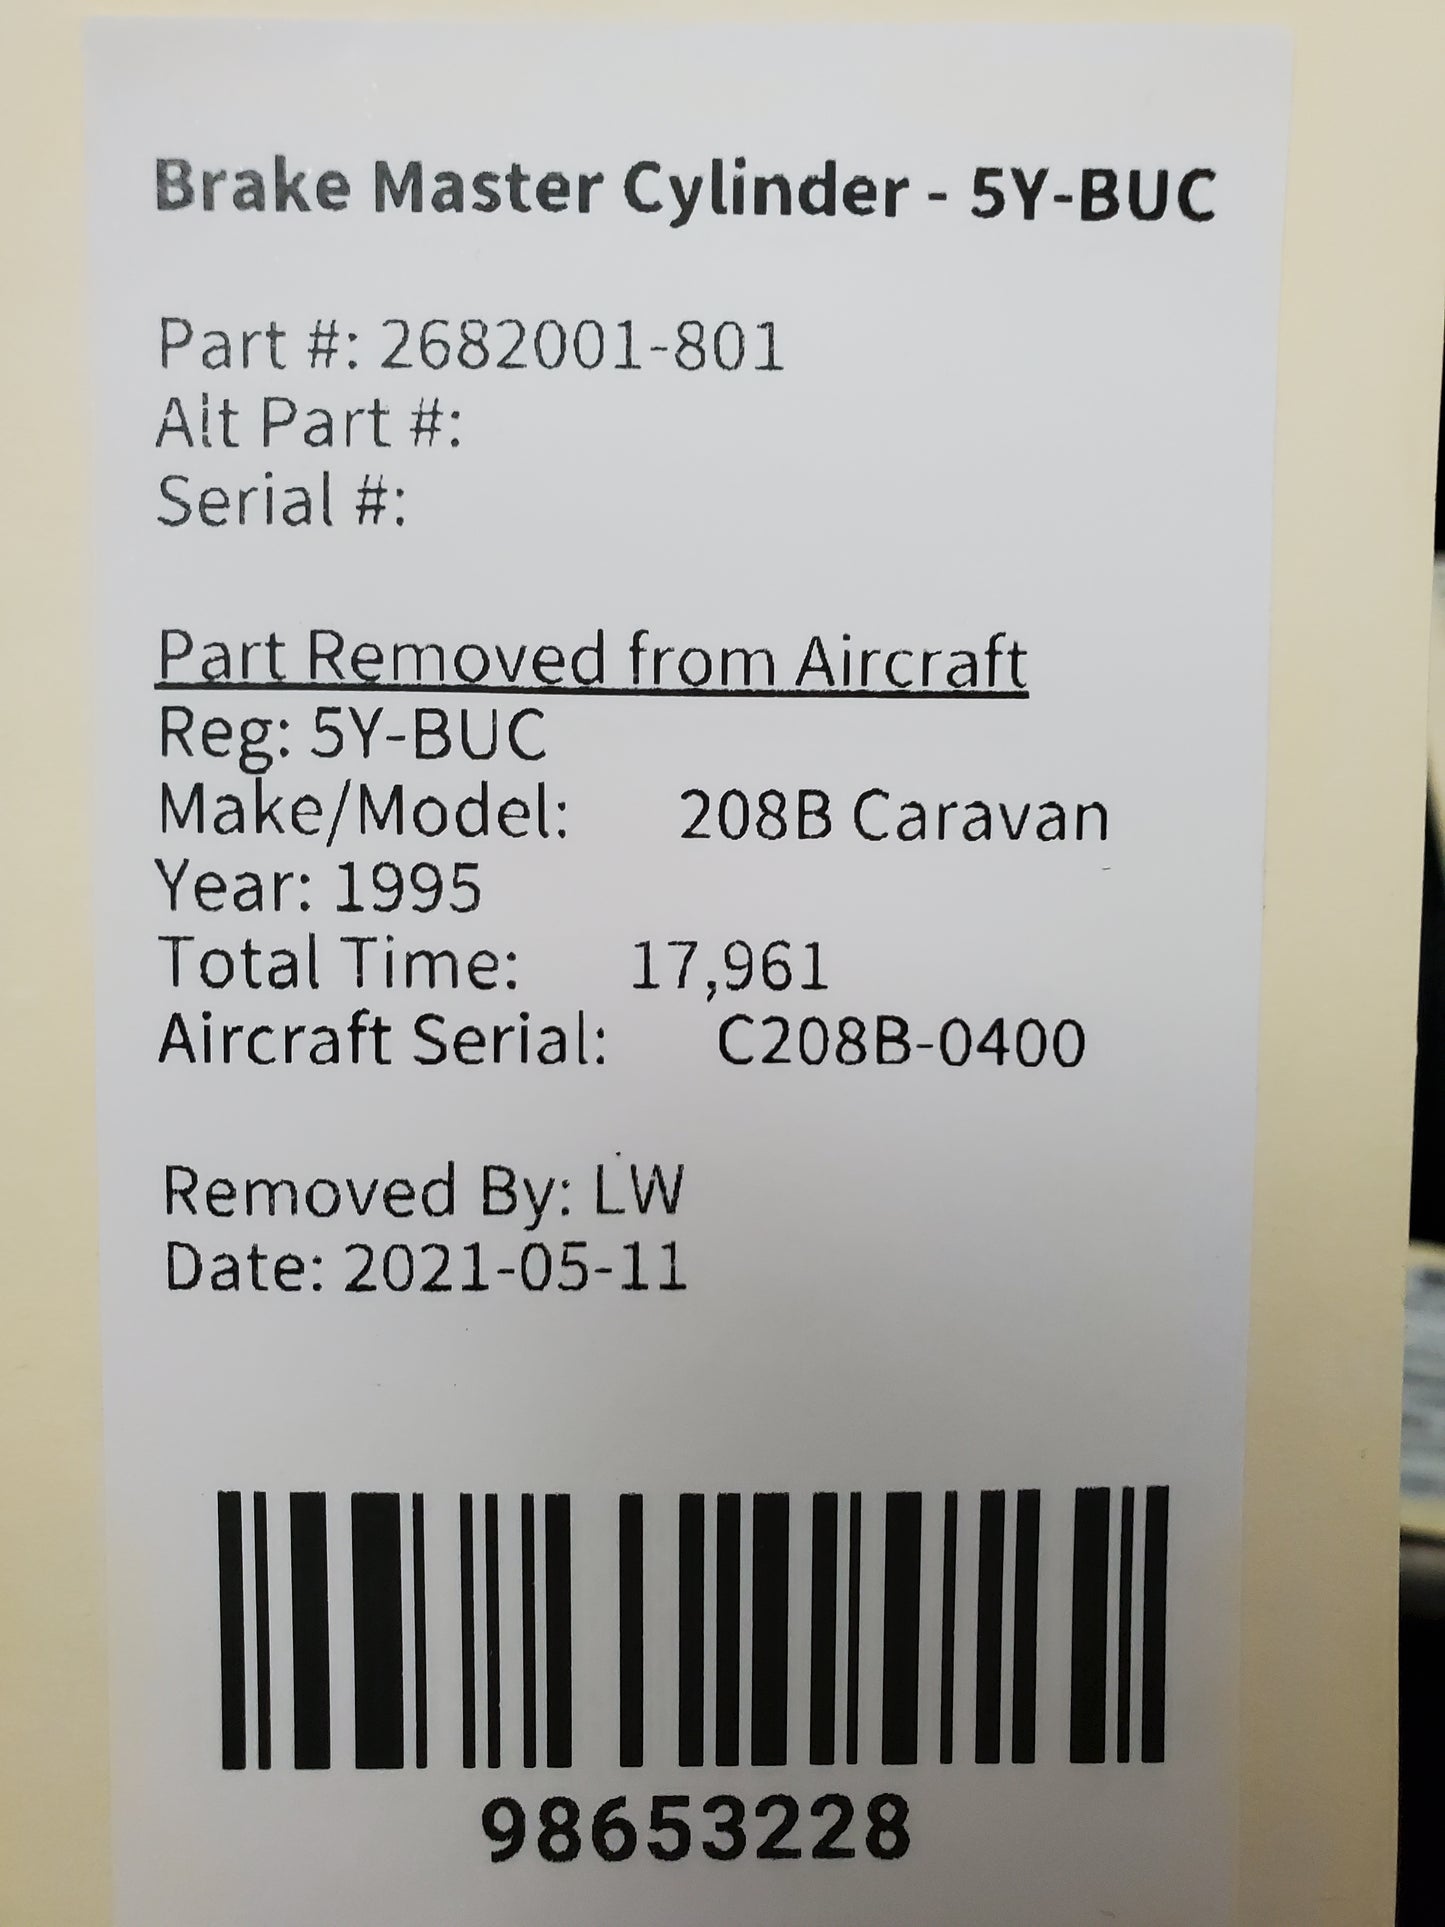 Brake Master Cylinder - 5Y-BUC
Part #: 2682001-801
Alt Part #:
Serial #:
Part Removed from Aircraft
Reg: 5Y-BUC
Make/Model: 208B Caravan
Year: 1995
Total Time: 17,961
Aircraft Serial: C208B-0400
Removed By: LW
Date: 2021-05-11
98653228